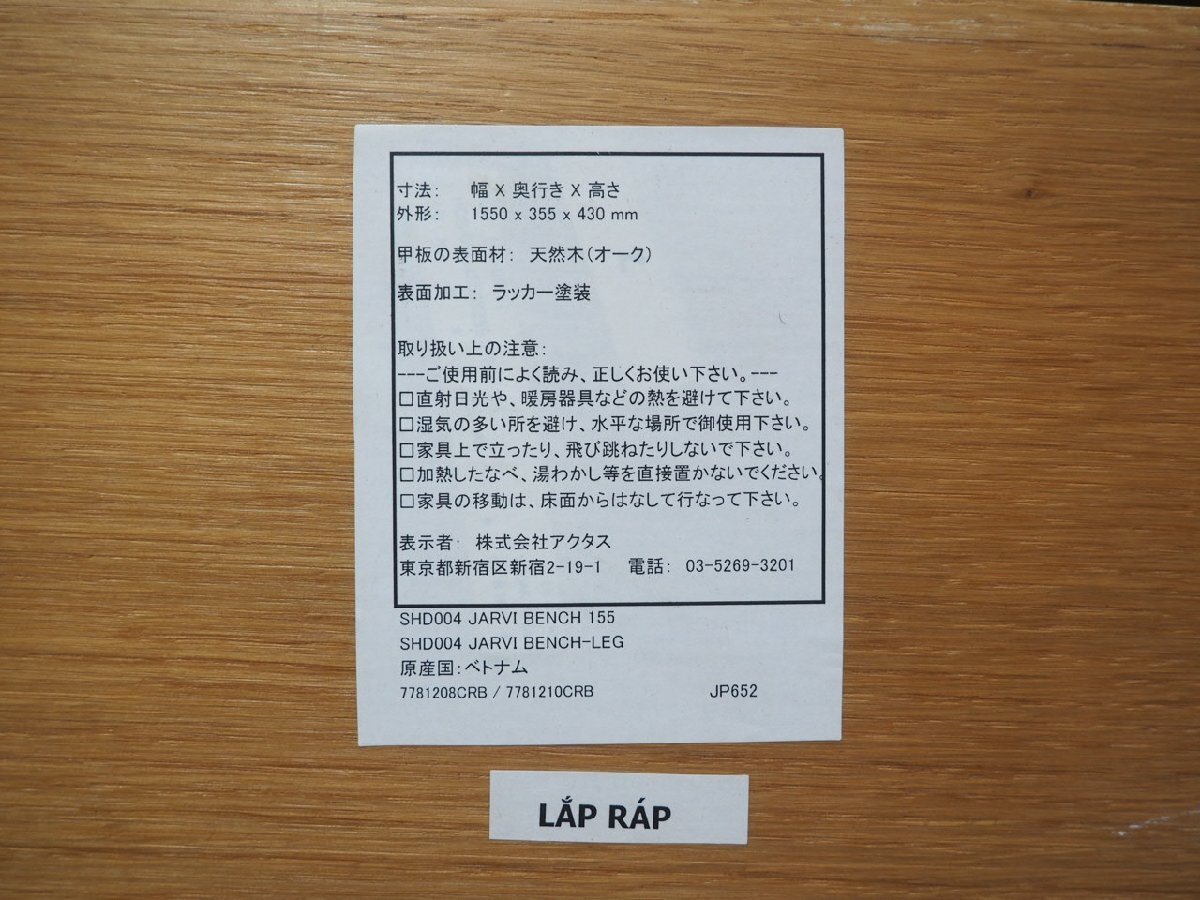 寸法： 幅 X 奥行き X 高さ
外形： 1550 x 355 x 430 mm
甲板の表面材： 天然木（オーク）
表面加工： ラッカー塗装
取り扱い上の注意：
---ご使用前によく読み、正しくお使い下さい。---
□直射日光や、暖房器具などの熱を避けて下さい。
□湿気の多い所を避け、水平な場所で御使用下さい。
□家具上で立ったり、飛び跳ねたりしないで下さい。
□加熱したなべ、湯わかし等を直接置かないでください。
□家具の移動は、床面からはなして行なって下さい。
表示者： 株式会社アクタス
東京都新宿区新宿2-19-1 電話： 03-5269-3201
SHD004 JARVI BENCH 155
SHD004 JARVI BENCH-LEG
原産国：ベトナム
7781208CRB / 7781210CRB JP652
LẮP RÁP